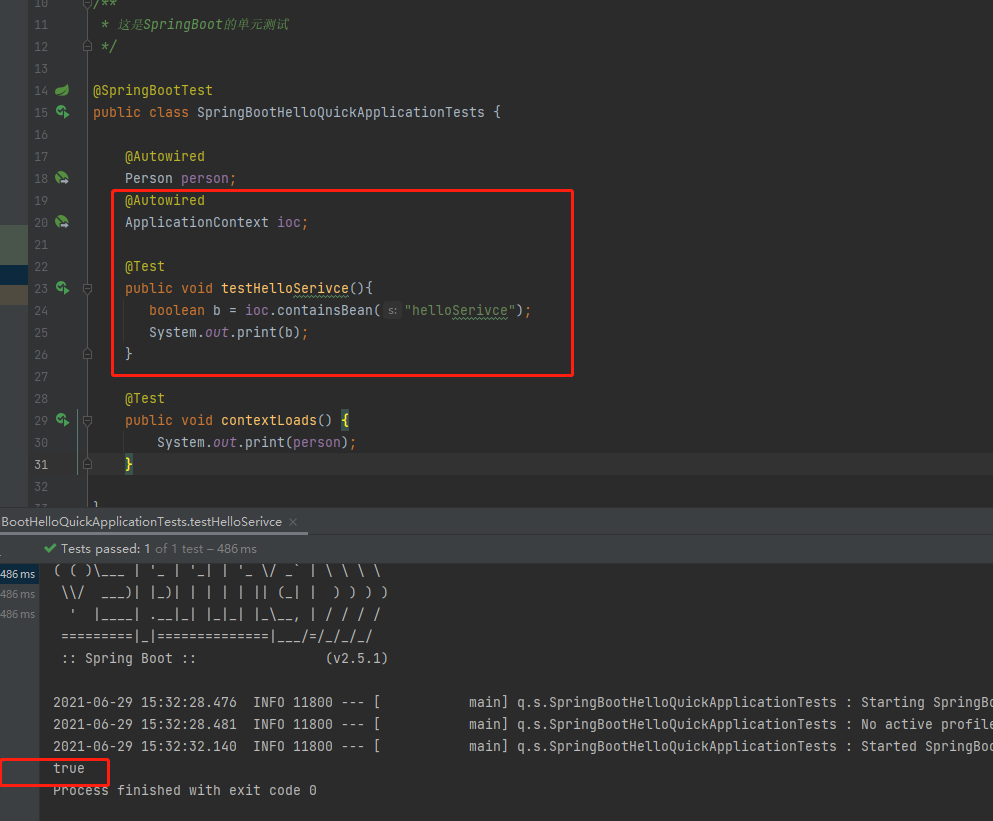 10 /**
11 * 这是SpringBoot的单元测试
12 */
13
14 @SpringBootTest
15 public class SpringBootHelloQuickApplicationTests {
16
17 @Autowired
18 Person person;
19 @Autowired
20 ApplicationContext ioc;
21
22 @Test
23 public void testHelloSerivce(){
24 boolean b = ioc.containsBean( s: "helloSerivce");
25 System.out.print(b);
26 }
27
28 @Test
29 public void contextLoads() {
30 System.out.print(person);
31 }
32
BootHelloQuickApplicationTests.testHelloSerivce ×
Tests passed: 1 of 1 test – 486 ms
486 ms ( ( )\___ | '_ | '_| | '_ \/ _` | \ \ \ \
486 ms \\/ ___)| |_)| | | | | || (_| | ) ) ) )
486 ms ' |____| .__|_| |_|_| |_\__, | / / / /
=========|_|==============|___/=/_/_/_/
:: Spring Boot :: (v2.5.1)
2021-06-29 15:32:28.476 INFO 11800 --- [ main] q.s.SpringBootHelloQuickApplicationTests : Starting SpringBo
2021-06-29 15:32:28.481 INFO 11800 --- [ main] q.s.SpringBootHelloQuickApplicationTests : No active profile
2021-06-29 15:32:32.140 INFO 11800 --- [ main] q.s.SpringBootHelloQuickApplicationTests : Started SpringBoo
true
Process finished with exit code 0